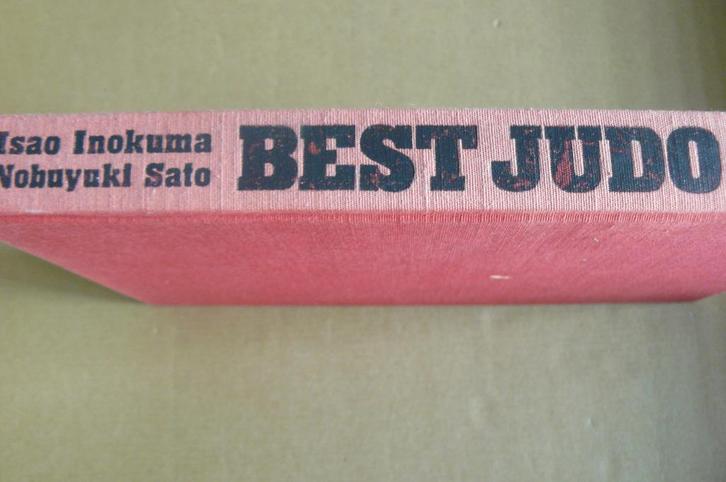 Isao Inokuma
Nobuyuki Sato
BEST JUDO